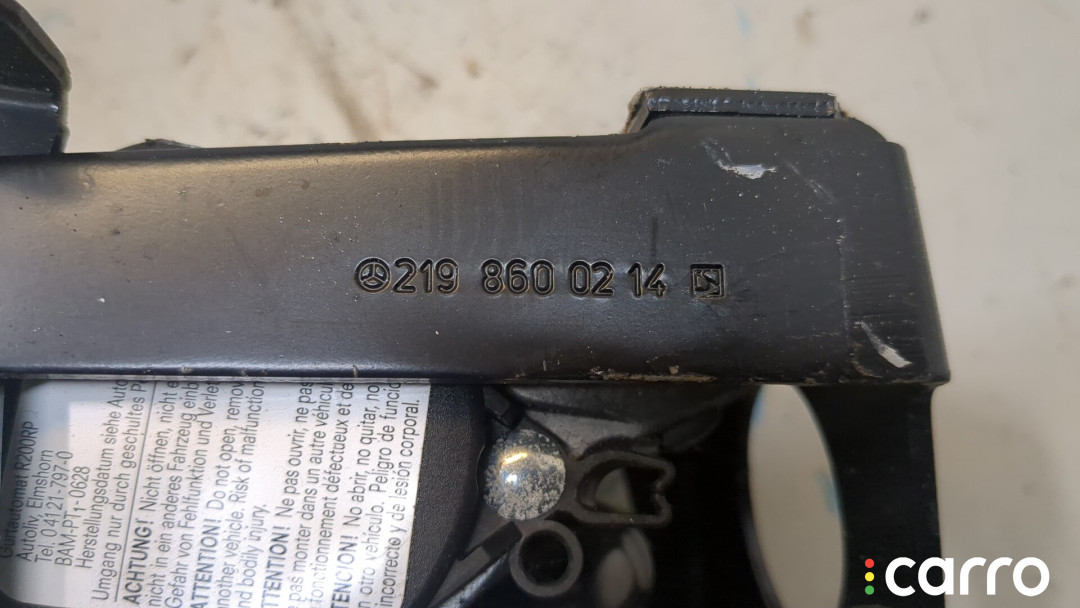 219 860 02 14
Gurtautomat R200RP
Autoliv, Elmshorn
Tel. 04121-797-0
BAM-PT1-0628
Herstellungsdatum siehe Auto
Umgang nur durch geschultes
ACHTUNG! Nicht öffnen, nicht
nicht in ein anderes Fahrzeug
Gefahr von Fehlfunktion und
ATTENTION! Do not open, remov
another vehicle. Risk of malfunction
and bodily injury.
ATTENTION! Ne pas ouvrir, ne pas
pas monter dans un autre véhicul
fonctionnement défectueux et de
ATENCION! No abrir, no quitar, no
en otro vehículo. Peligro de funcio
incorrecto y de lesión corporal.
carro